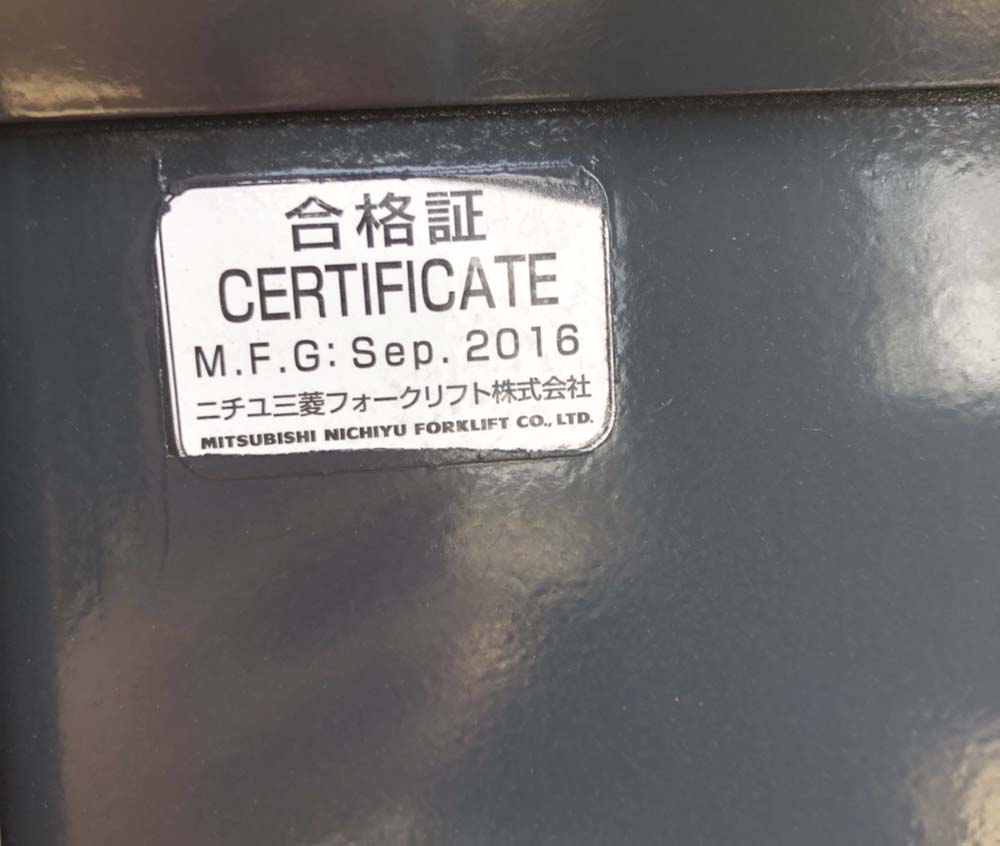 合格証
CERTIFICATE
M.F.G: Sep. 2016
ニチユ三菱フォークリフト株式会社
MITSUBISHI NICHIYU FORKLIFT CO., LTD.